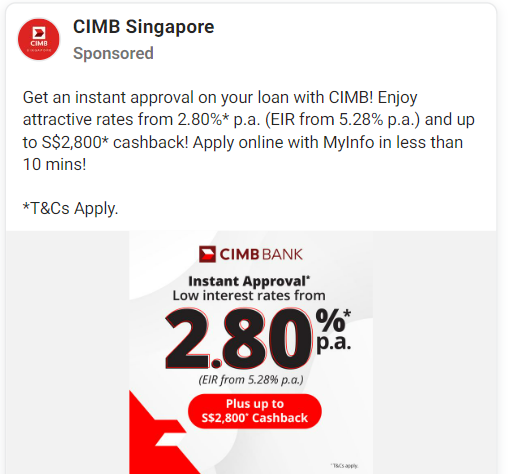 CIMB Singapore
CIMB
SINGAPORE
Sponsored
Get an instant approval on your loan with CIMB! Enjoy
attractive rates from 2.80%* p.a. (EIR from 5.28% p.a.) and up
to S$2,800* cashback! Apply online with MyInfo in less than
10 mins!
*T&Cs Apply.
CIMB BANK
Instant Approval*
Low interest rates from
2.80%* p.a.
(EIR from 5.28% p.a.)
Plus up to
S$2,800* Cashback
*T&Cs apply.